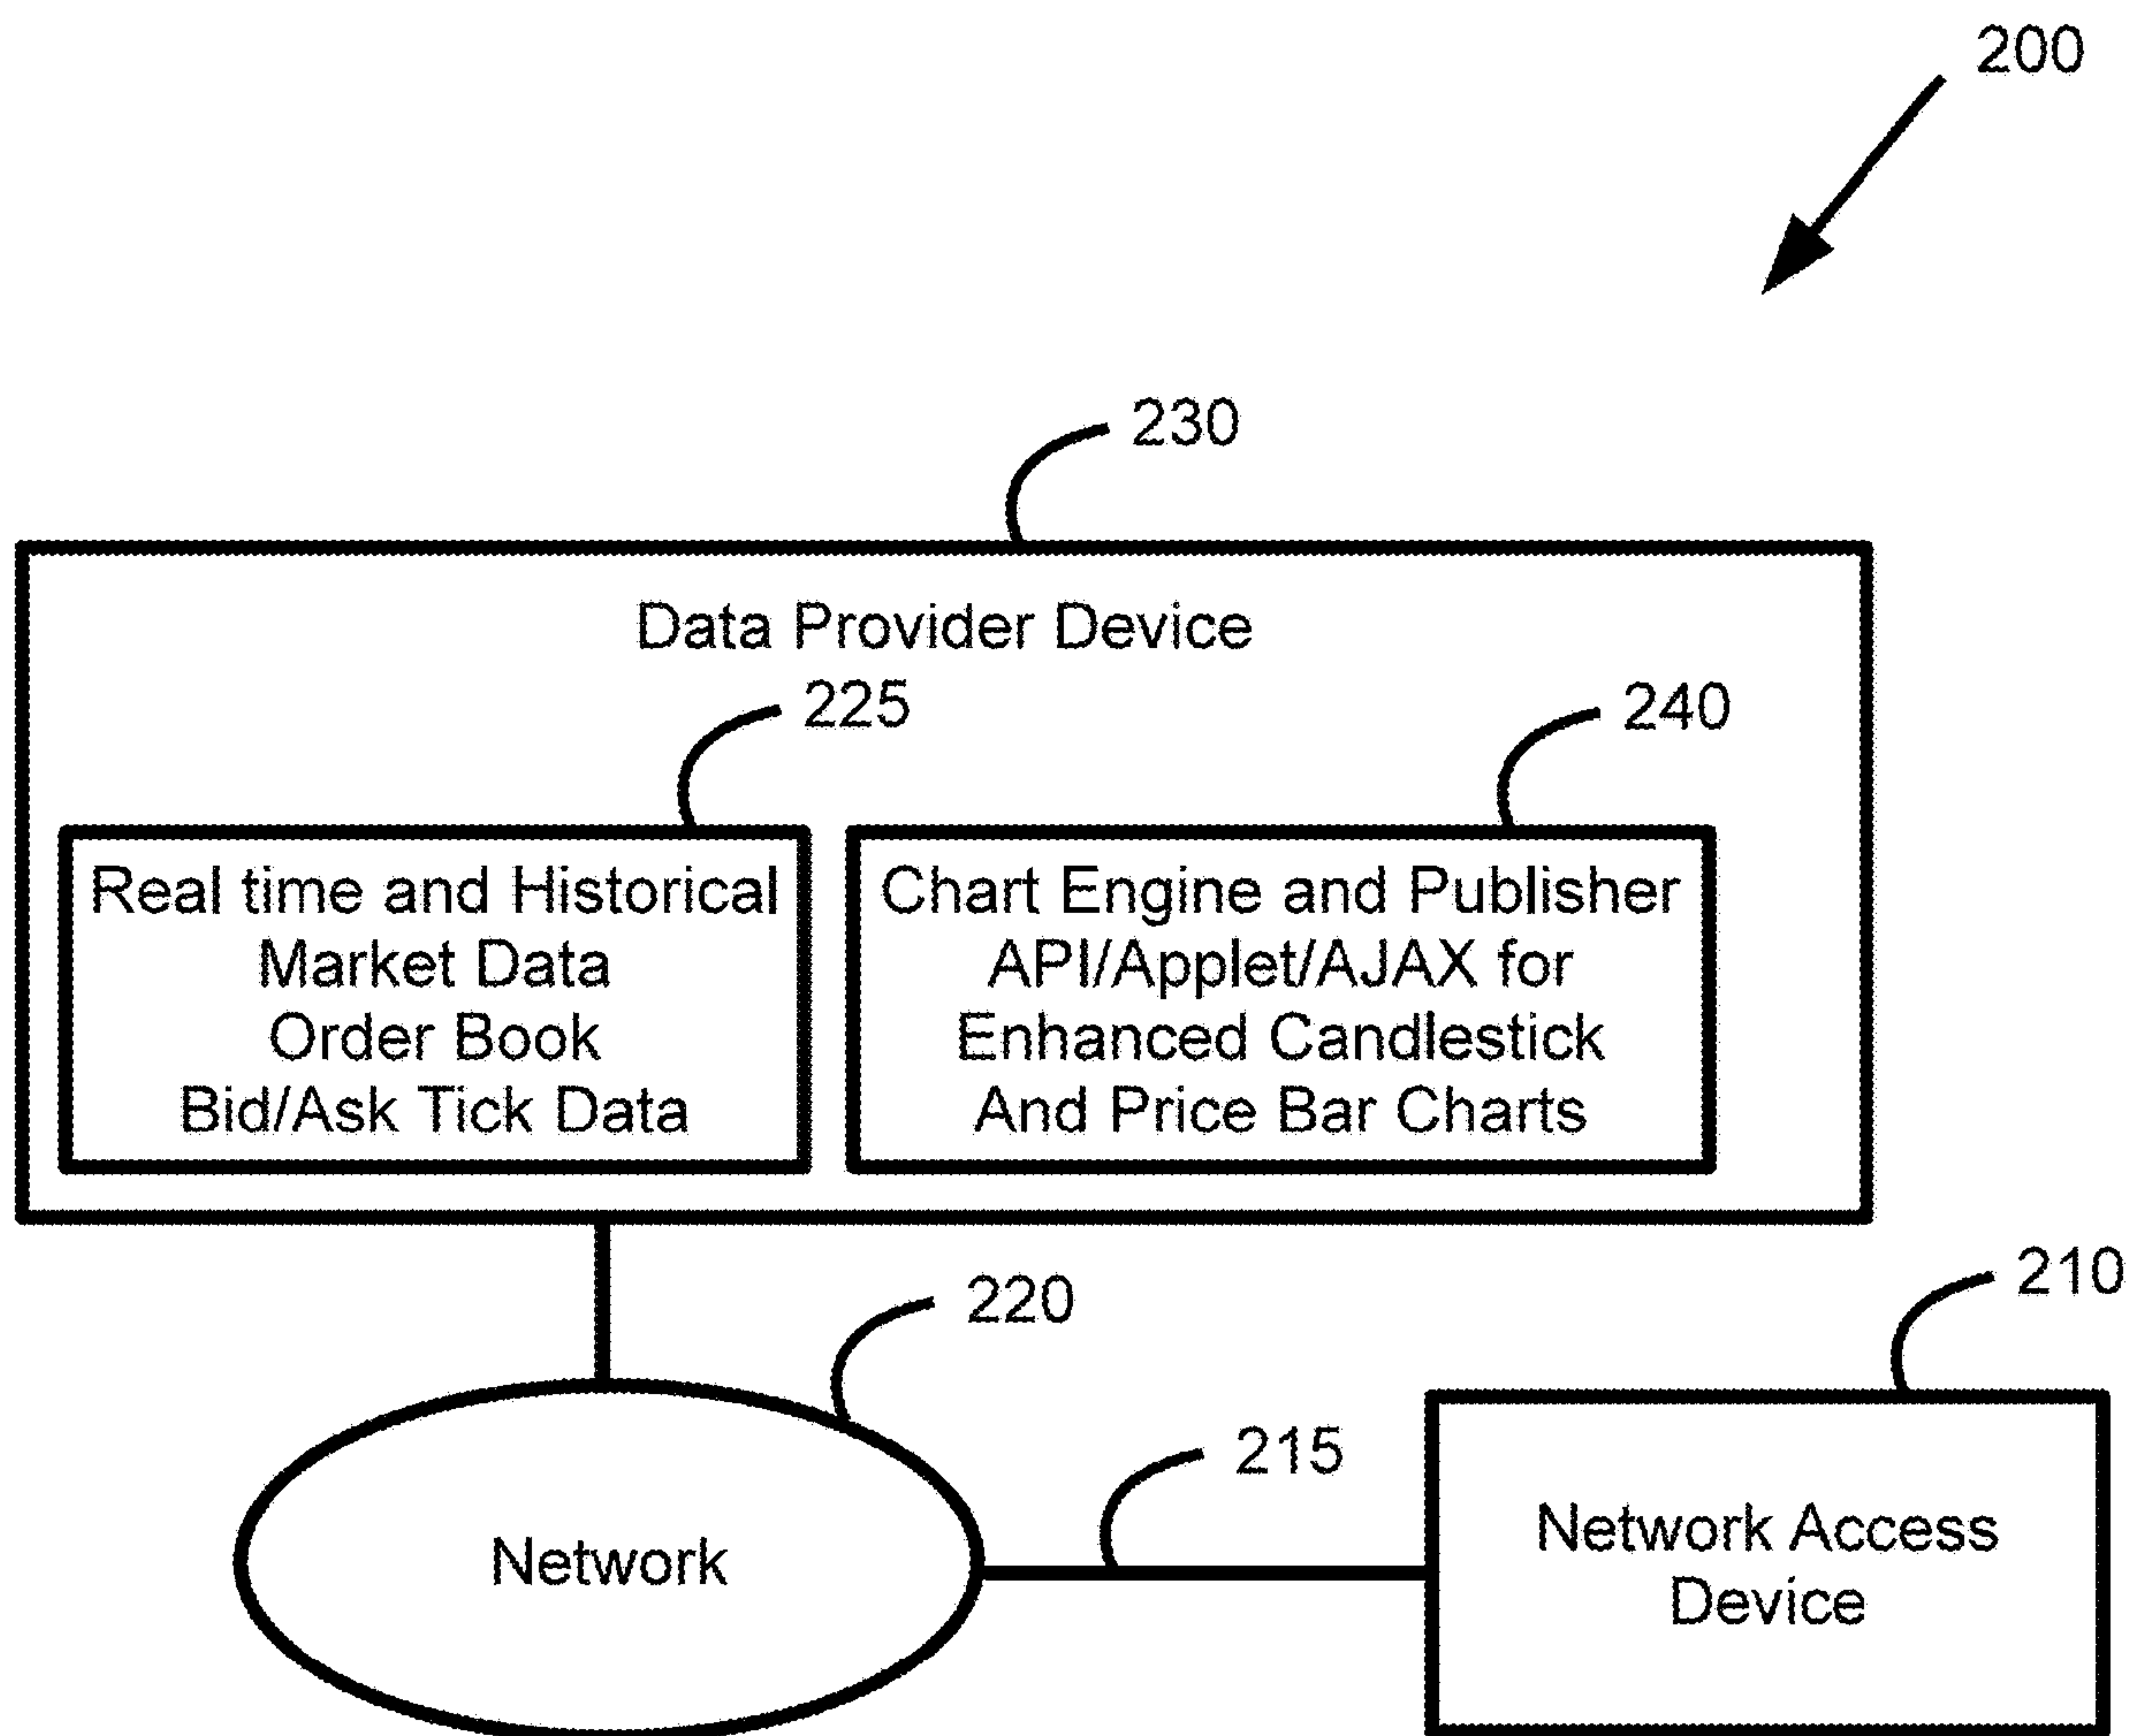 200
230
Data Provider Device
225
240
Real time and Historical
Market Data
Order Book
Bid/Ask Tick Data
Chart Engine and Publisher
API/Applet/AJAX for
Enhanced Candlestick
And Price Bar Charts
220
210
215
Network
Network Access
Device